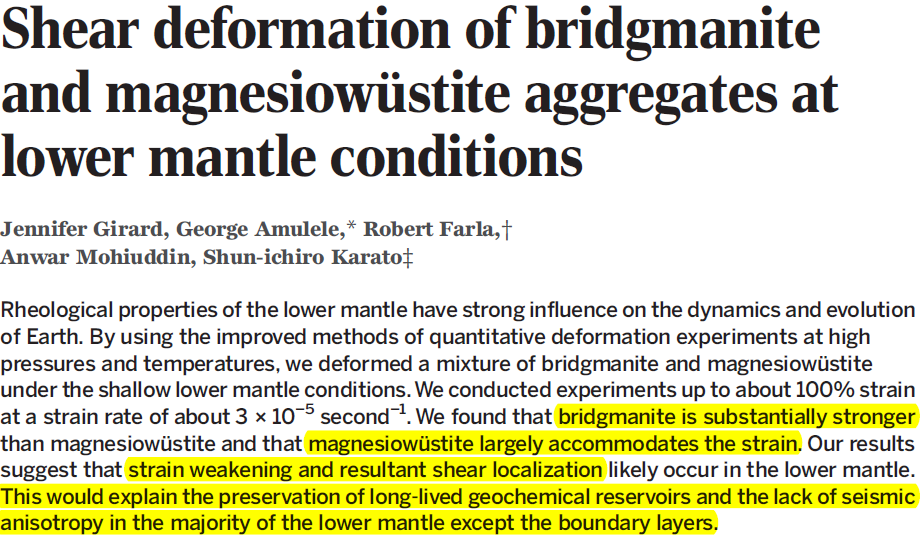 Shear deformation of bridgmanite
and magnesiowüstite aggregates at
lower mantle conditions
Jennifer Girard, George Amulele,* Robert Farla,†
Anwar Mohiuddin, Shun-ichiro Karato‡
Rheological properties of the lower mantle have strong influence on the dynamics and evolution
of Earth. By using the improved methods of quantitative deformation experiments at high
pressures and temperatures, we deformed a mixture of bridgmanite and magnesiowüstite
under the shallow lower mantle conditions. We conducted experiments up to about 100% strain
at a strain rate of about 3 × 10⁻⁵ second⁻¹. We found that bridgmanite is substantially stronger
than magnesiowüstite and that magnesiowüstite largely accommodates the strain. Our results
suggest that strain weakening and resultant shear localization likely occur in the lower mantle.
This would explain the preservation of long-lived geochemical reservoirs and the lack of seismic
anisotropy in the majority of the lower mantle except the boundary layers.